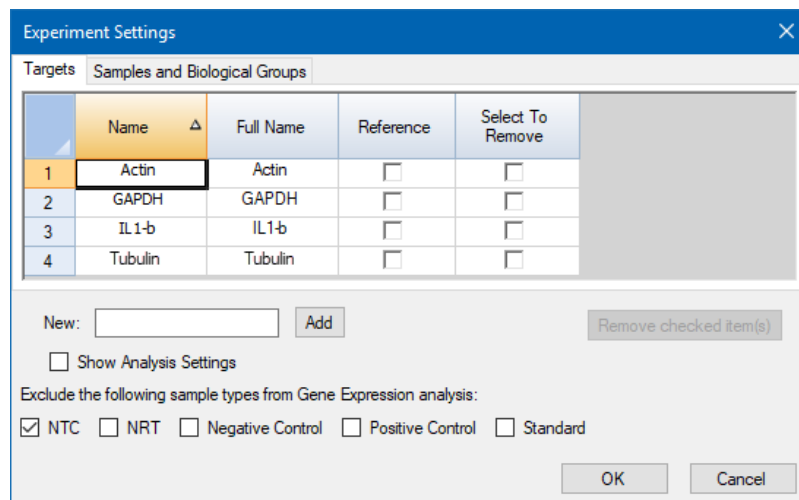 Experiment Settings
Targets Samples and Biological Groups
Name Full Name Reference Select To Remove
1 Actin Actin
2 GAPDH GAPDH
3 IL1-b IL1-b
4 Tubulin Tubulin
New: Add Remove checked item(s)
Show Analysis Settings
Exclude the following sample types from Gene Expression analysis:
NTC NRT Negative Control Positive Control Standard
OK Cancel